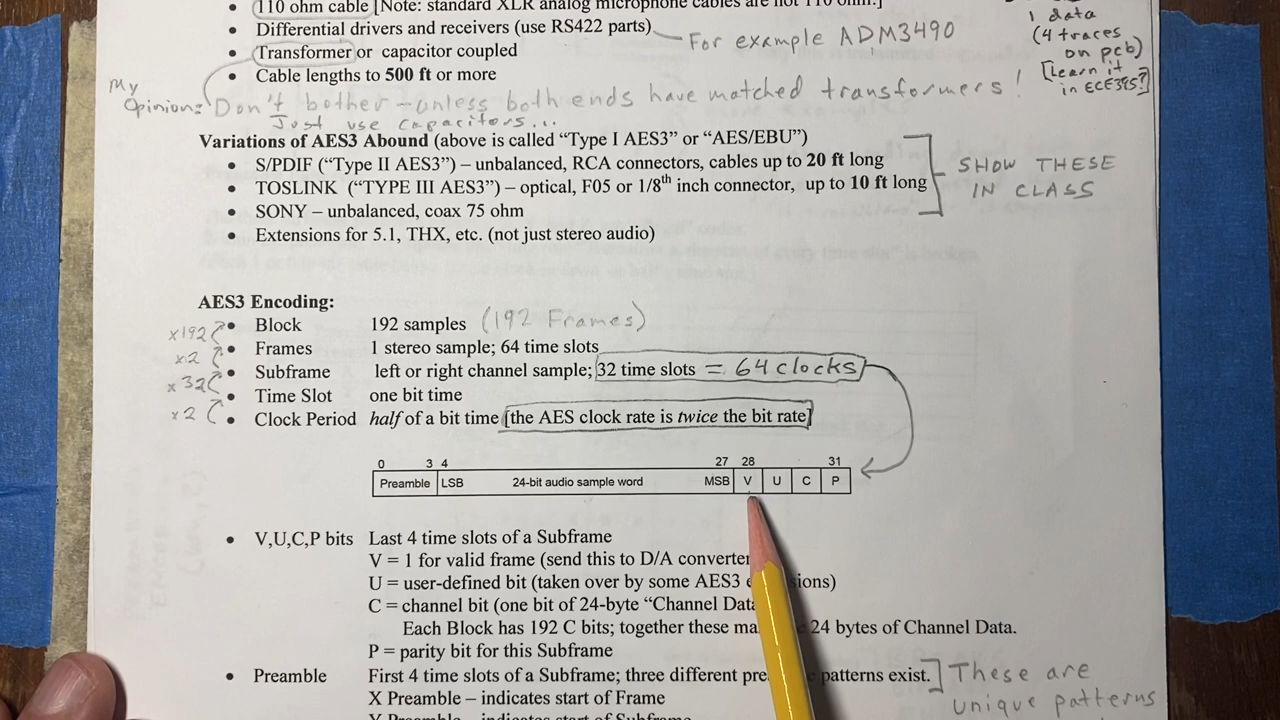 • 110 ohm cable [Note: standard XLR analog microphone cables are not 110 ohm.]
• Differential drivers and receivers (use RS422 parts)
For example ADM3490
1 data
(4 traces
on pcb)
[Learn it
in ECE395?]
• Transformer or capacitor coupled
• Cable lengths to 500 ft or more
My
Opinion: Don't bother - unless both ends have matched transformers!
Just use capacitors...
Variations of AES3 Abound (above is called “Type I AES3” or “AES/EBU”)
• S/PDIF (“Type II AES3”) – unbalanced, RCA connectors, cables up to 20 ft long
• TOSLINK (“TYPE III AES3”) – optical, F05 or 1/8th inch connector, up to 10 ft long
• SONY – unbalanced, coax 75 ohm
• Extensions for 5.1, THX, etc. (not just stereo audio)
SHOW THESE
IN CLASS
AES3 Encoding:
• Block 192 samples (192 Frames)
x192
• Frames 1 stereo sample; 64 time slots
x2
• Subframe left or right channel sample; 32 time slots = 64 clocks
x32
• Time Slot one bit time
x2
• Clock Period half of a bit time [the AES clock rate is twice the bit rate]
0 3 4 27 28 31
Preamble LSB 24-bit audio sample word MSB V U C P
• V,U,C,P bits Last 4 time slots of a Subframe
V = 1 for valid frame (send this to D/A converter
U = user-defined bit (taken over by some AES3 sions)
C = channel bit (one bit of 24-byte “Channel Data
Each Block has 192 C bits; together these ma 24 bytes of Channel Data.
P = parity bit for this Subframe
• Preamble First 4 time slots of a Subframe; three different pre patterns exist.
These are
unique patterns
X Preamble – indicates start of Frame
Y Preamble – indicates start of Subframe